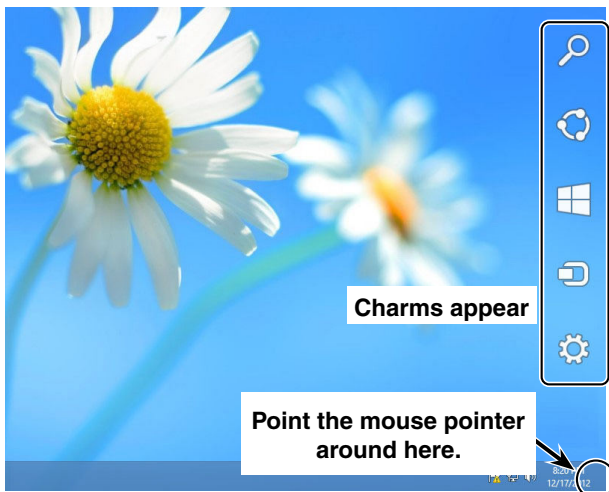 Charms appear
Point the mouse pointer
around here.
8:20
12/17/2012